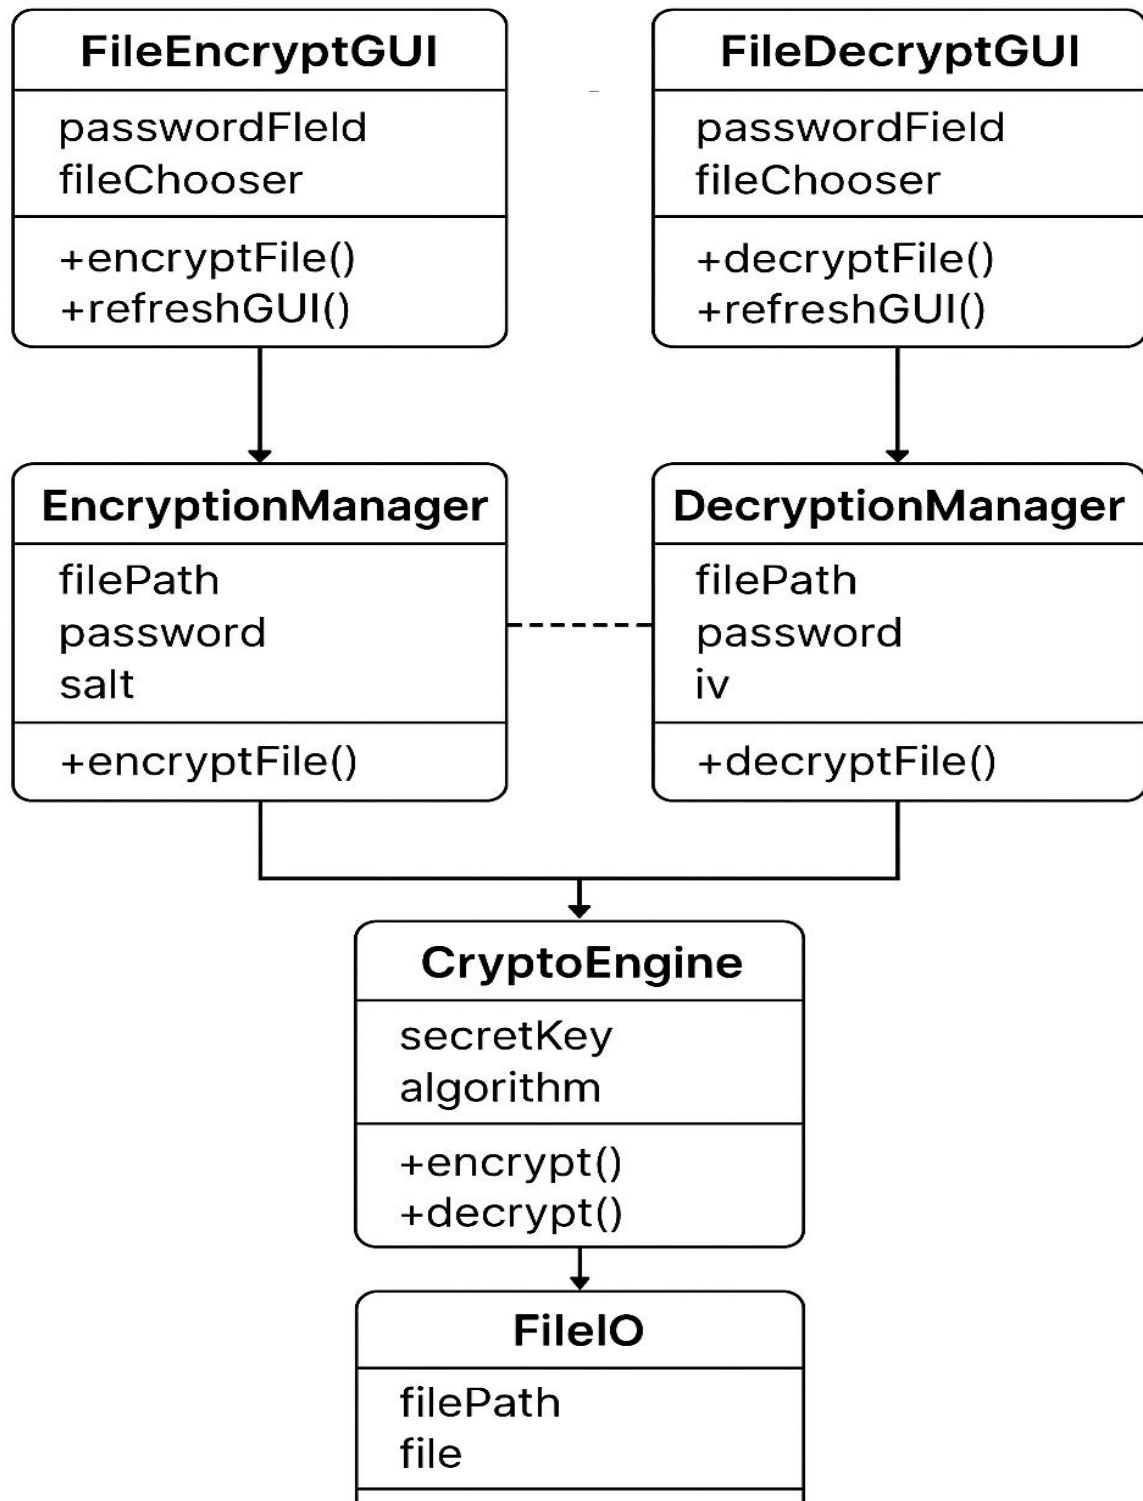 FileEncryptGUI
passwordFleld
fileChooser
+encryptFile()
+refreshGUI()
FileDecryptGUI
passwordField
fileChooser
+decryptFile()
+refreshGUI()
EncryptionManager
filePath
password
salt
+encryptFile()
DecryptionManager
filePath
password
iv
+decryptFile()
CryptoEngine
secretKey
algorithm
+encrypt()
+decrypt()
FileIO
filePath
file